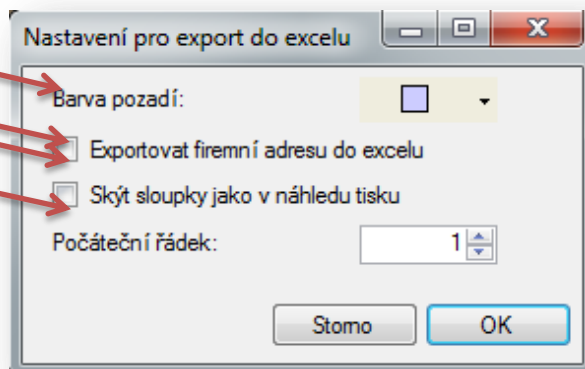 Nastavení pro export do excelu
Barva pozadí:
Exportovat firemní adresu do excelu
Skýt sloupky jako v náhledu tisku
Počáteční řádek: 1
Storno OK